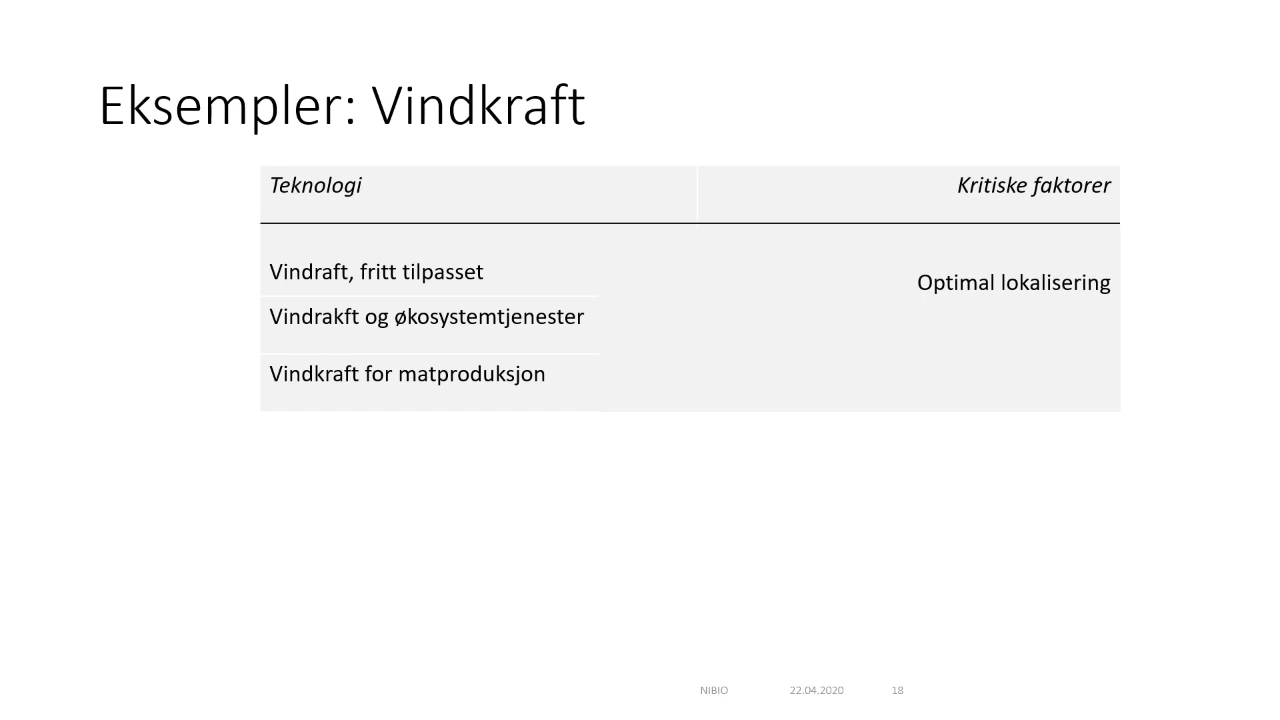 Eksempler: Vindkraft
Teknologi
Kritiske faktorer
Vindraft, fritt tilpasset
Optimal lokalisering
Vindrakft og økosystemtjenester
Vindkraft for matproduksjon
NIBIO 22.04.2020 18